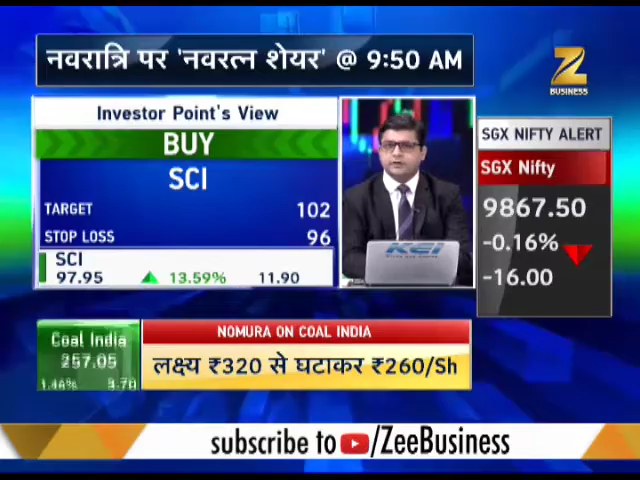 नवरात्रि पर 'नवरत्न शेयर' @ 9:50 AM
Z
BUSINESS
Investor Point's View
BUY
SCI
TARGET 102
STOP LOSS 96
SCI
97.95 13.59% 11.90
KEI
SGX NIFTY ALERT
SGX Nifty
9867.50
-0.16%
-16.00
Coal India
257.05
1.46% 3.70
NOMURA ON COAL INDIA
लक्ष्य ₹320 से घटाकर ₹260/Sh
subscribe to /ZeeBusiness